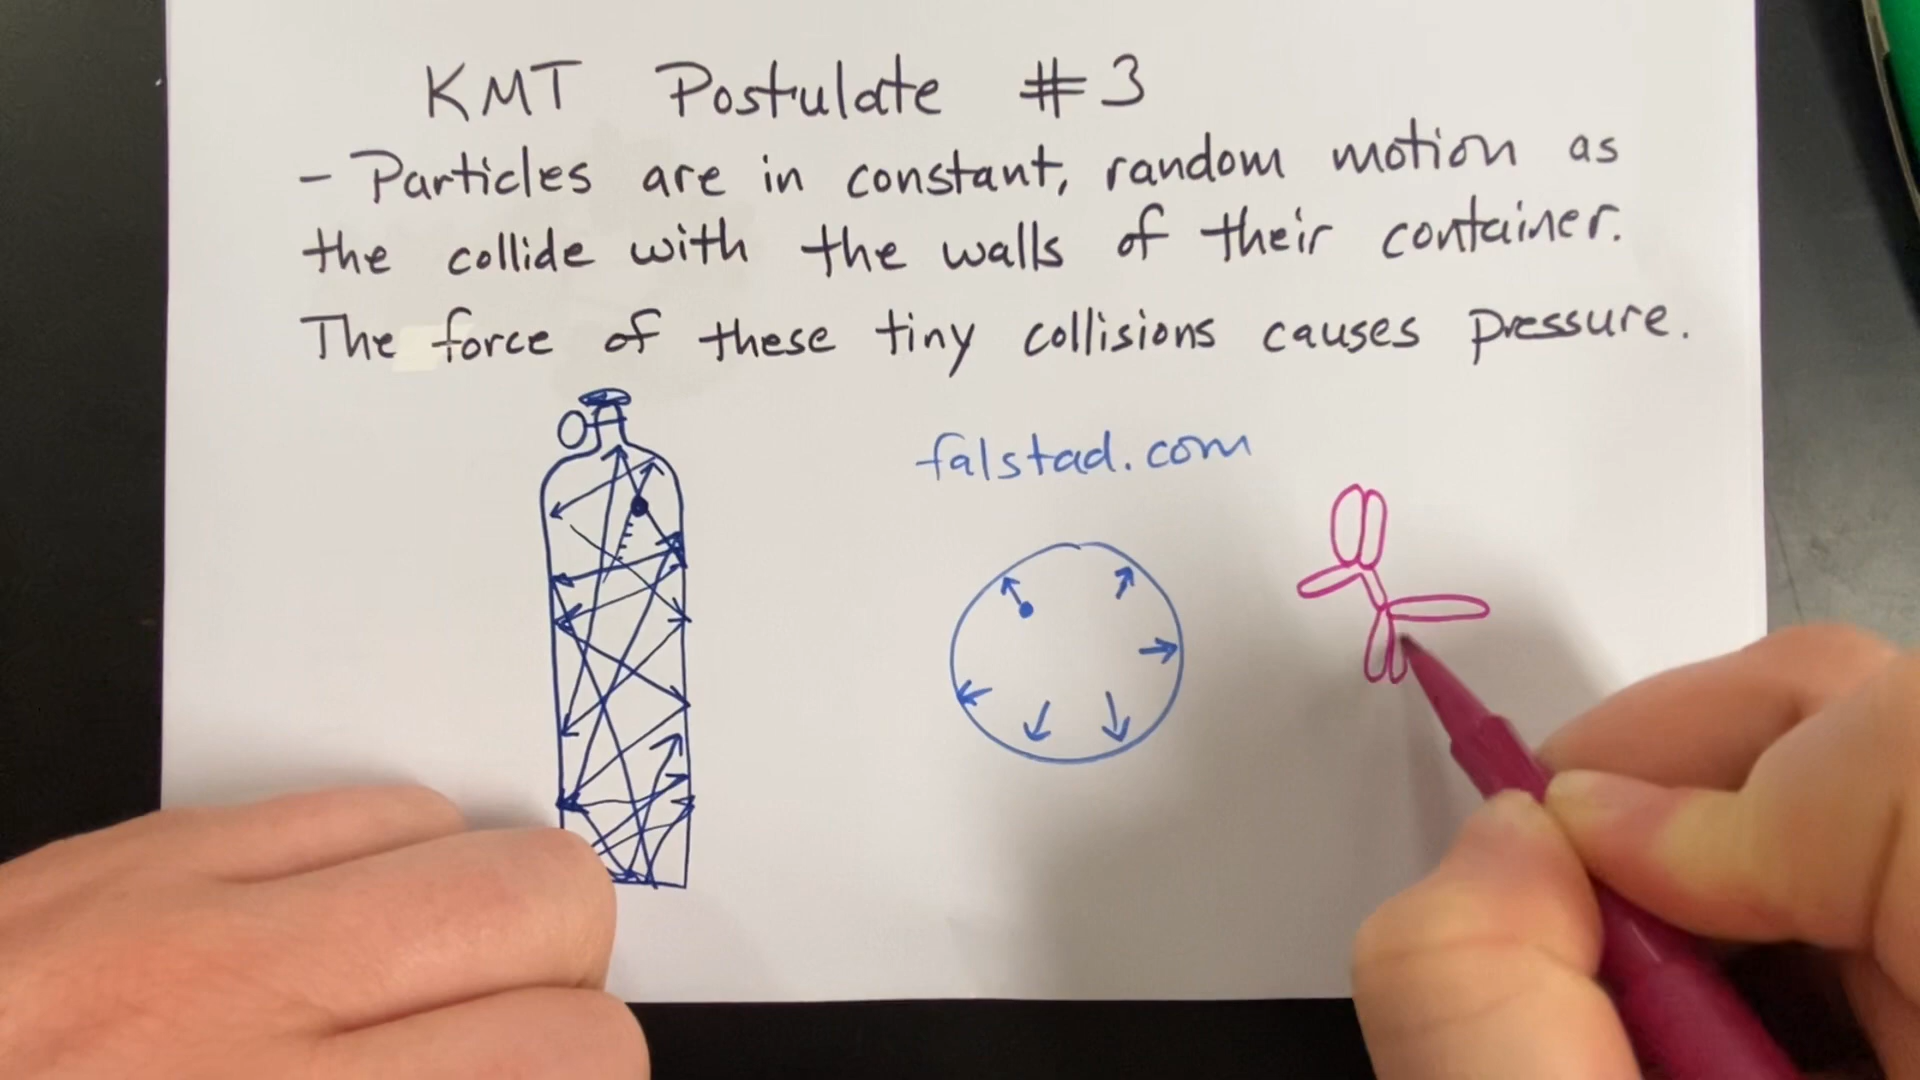 KMT Postulate #3
- Particles are in constant, random motion as
the collide with the walls of their container.
The force of these tiny collisions causes pressure.
falstad.com